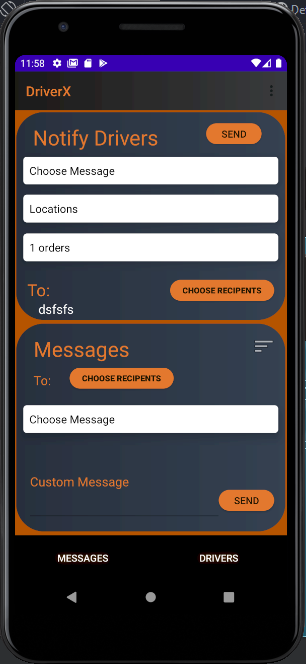 11:58
DriverX
Notify Drivers
SEND
Choose Message
Locations
1 orders
To:
CHOOSE RECIPENTS
dsfsfs
Messages
To:
CHOOSE RECIPENTS
Choose Message
Custom Message
SEND
MESSAGES
DRIVERS